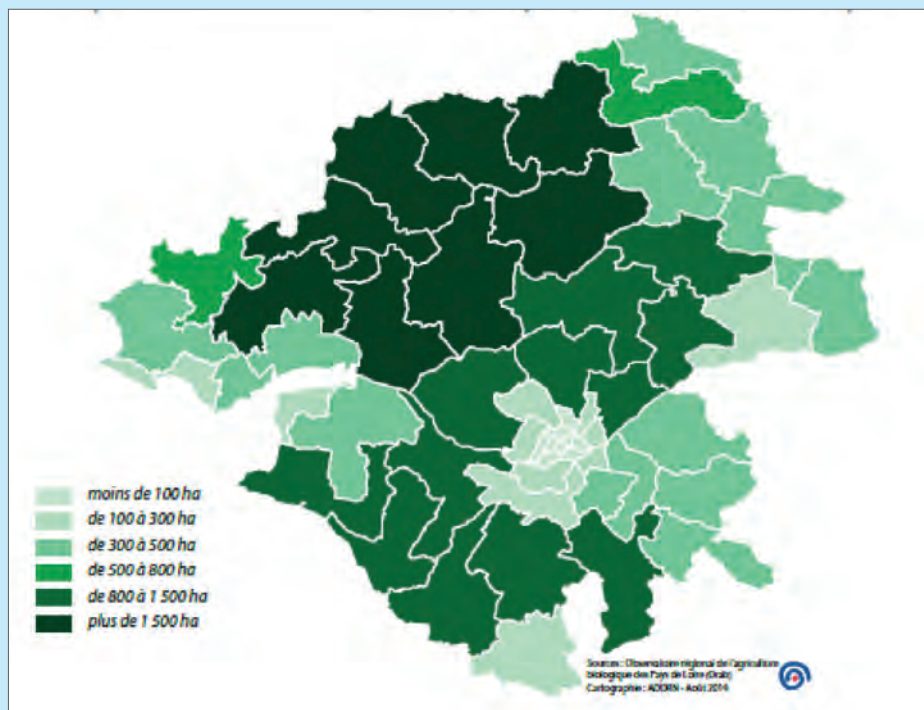 moins de 100 ha
de 100 à 300 ha
de 300 à 500 ha
de 500 à 800 ha
de 800 à 1 500 ha
plus de 1 500 ha
Sources : Observatoire régional de l'agriculture
biologique des Pays de Loire (Orab)
Cartographie : - Août 2014